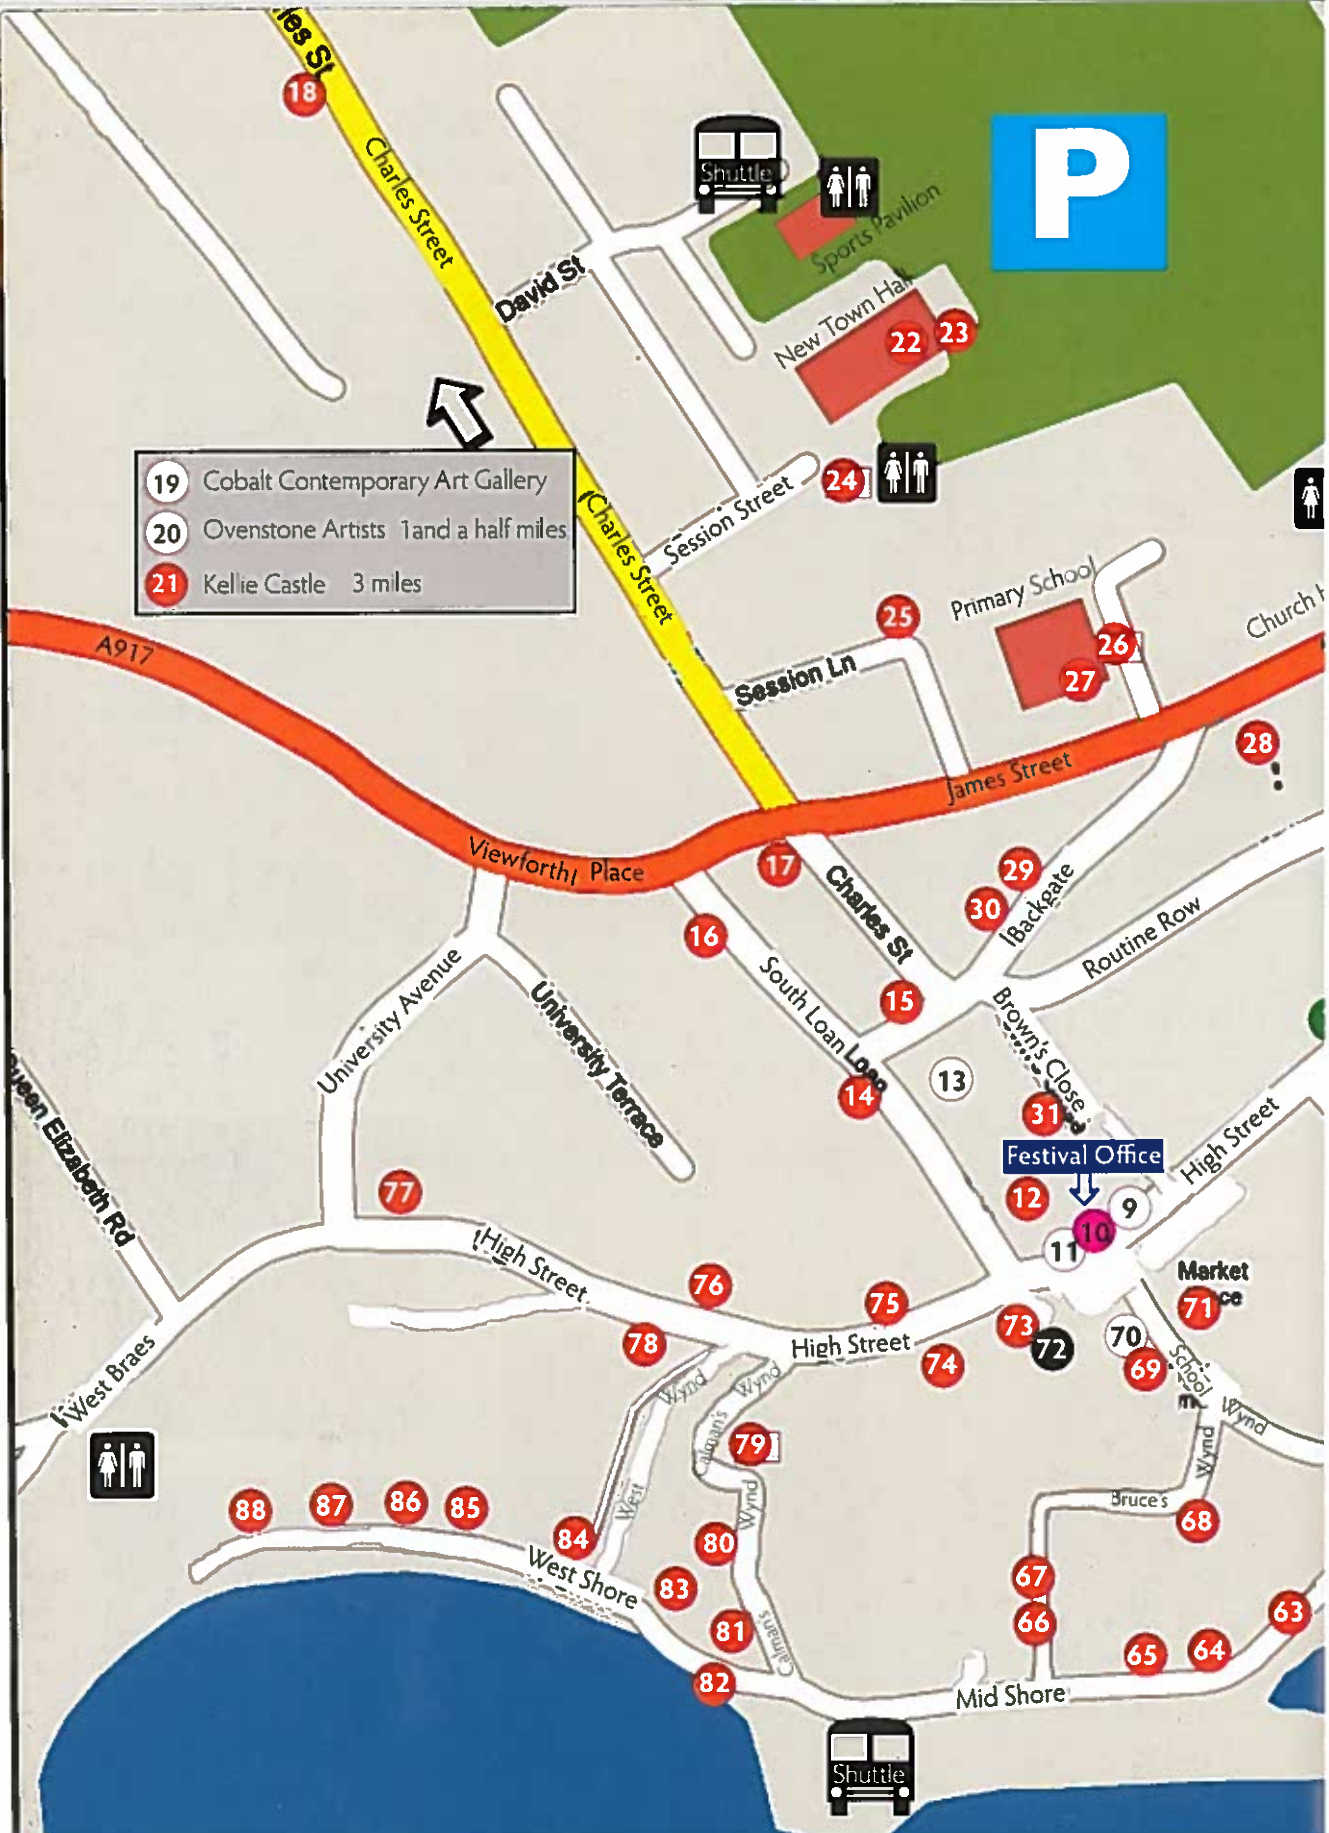 18
Charles Street
Shuttle
Sports Pavilion
P
David St
New Town Hall
22
23
19 Cobalt Contemporary Art Gallery
20 Ovenstone Artists 1and a half miles
21 Kellie Castle 3 miles
24
Session Street
Charles Street
25
Primary School
26
27
Church
A917
Session Ln
28
James Street
Viewforth Place
17
Charles St
29
30
Backgate
Routine Row
16
South Loan
15
University Avenue
University Terrace
Brown's Close
13
14
31
Queen Elizabeth Rd
Festival Office
High Street
77
12
9
10
11
High Street
76
75
Market
71
73
72
70
69
School
Wynd
78
High Street
74
West Braes
Wynd
Wynd
Calman's
79
West
Wynd
Wynd
Bruce's
68
88
87
86
85
84
80
West Shore
83
67
66
63
81
Calmans
65
64
82
Mid Shore
Shuttle